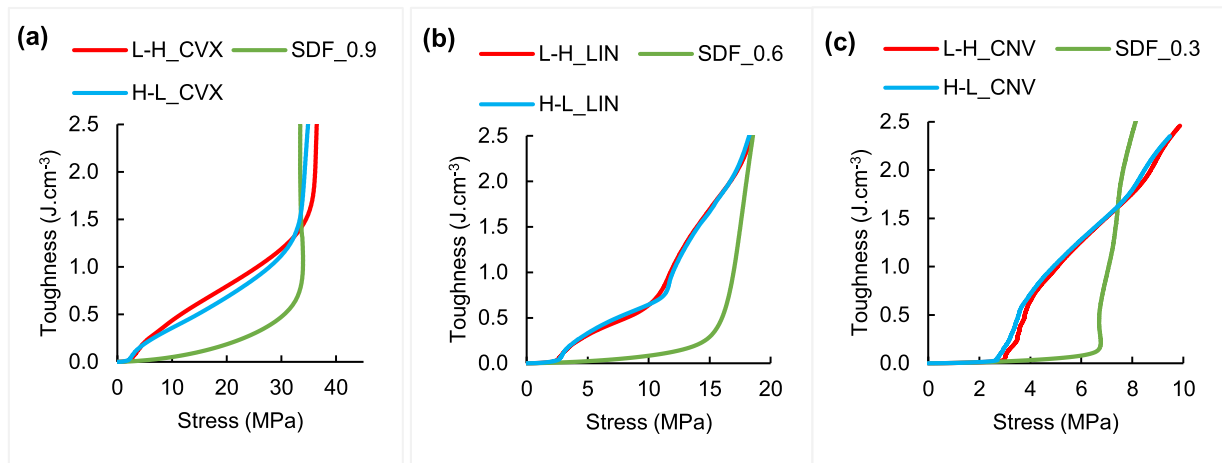 (a)
L-H_CVX SDF_0.9
H-L_CVX
Toughness (J.cm-3)
2.5
2.0
1.5
1.0
0.5
0.0
0 10 20 30 40
Stress (MPa)
(b)
L-H_LIN SDF_0.6
H-L_LIN
Toughness (J.cm-3)
2.5
2.0
1.5
1.0
0.5
0.0
0 5 10 15 20
Stress (MPa)
(c)
L-H_CNV SDF_0.3
H-L_CNV
Toughness (J.cm-3)
2.5
2.0
1.5
1.0
0.5
0.0
0 2 4 6 8 10
Stress (MPa)